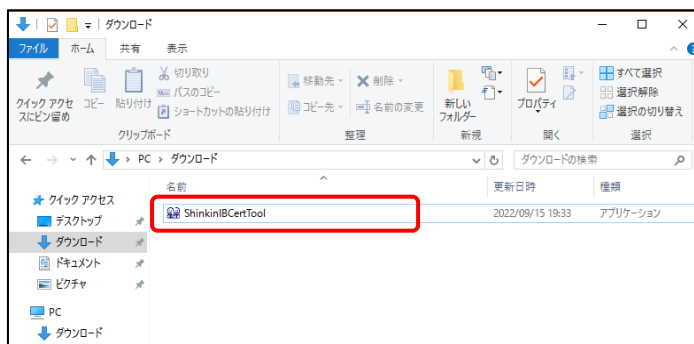 ダウンロード
ファイル ホーム 共有 表示
クイック アクセスにピン留め
コピー
貼り付け
切り取り
パスのコピー
ショートカットの貼り付け
クリップボード
移動先
コピー先
削除
名前の変更
整理
新しいフォルダー
新規
プロパティ
開く
すべて選択
選択解除
選択の切り替え
選択
PC > ダウンロード
ダウンロードの検索
名前 更新日時 種類
ShinkinIBCertTool 2022/09/15 19:33 アプリケーション
クイック アクセス
デスクトップ
ダウンロード
ドキュメント
ピクチャ
PC
ダウンロード